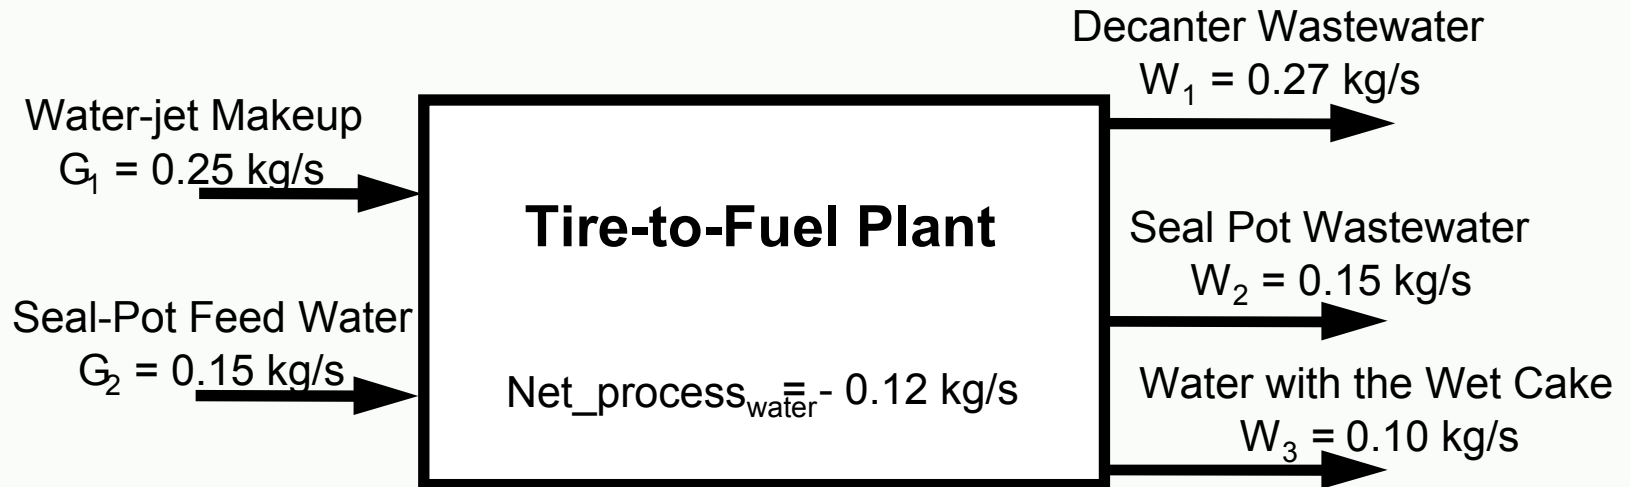 Water-jet Makeup
G₁ = 0.25 kg/s
Seal-Pot Feed Water
G₂ = 0.15 kg/s
Tire-to-Fuel Plant
Net_process_water = - 0.12 kg/s
Decanter Wastewater
W₁ = 0.27 kg/s
Seal Pot Wastewater
W₂ = 0.15 kg/s
Water with the Wet Cake
W₃ = 0.10 kg/s